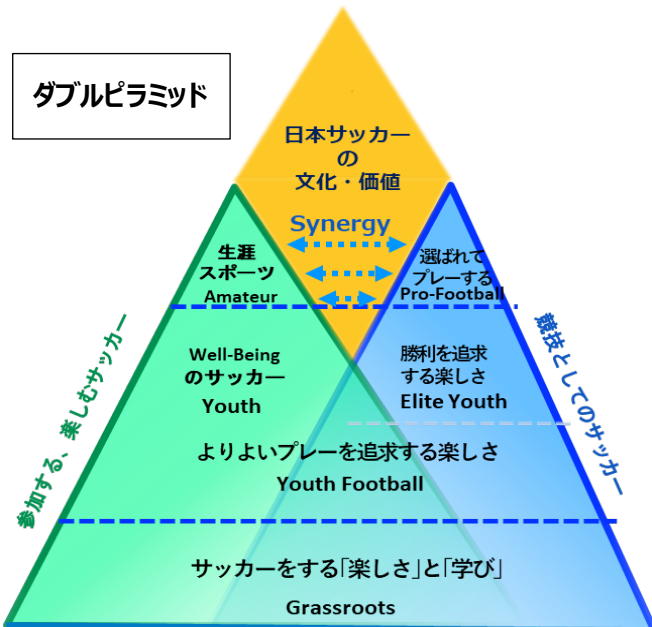 ダブルピラミッド
日本サッカー
の
文化・価値
Synergy
生涯
スポーツ
Amateur
選ばれて
プレーする
Pro-Football
参加する、楽しむサッカー
競技としてのサッカー
Well-Being
のサッカー
Youth
勝利を追求
する楽しさ
Elite Youth
よりよいプレーを追求する楽しさ
Youth Football
サッカーをする「楽しさ」と「学び」
Grassroots